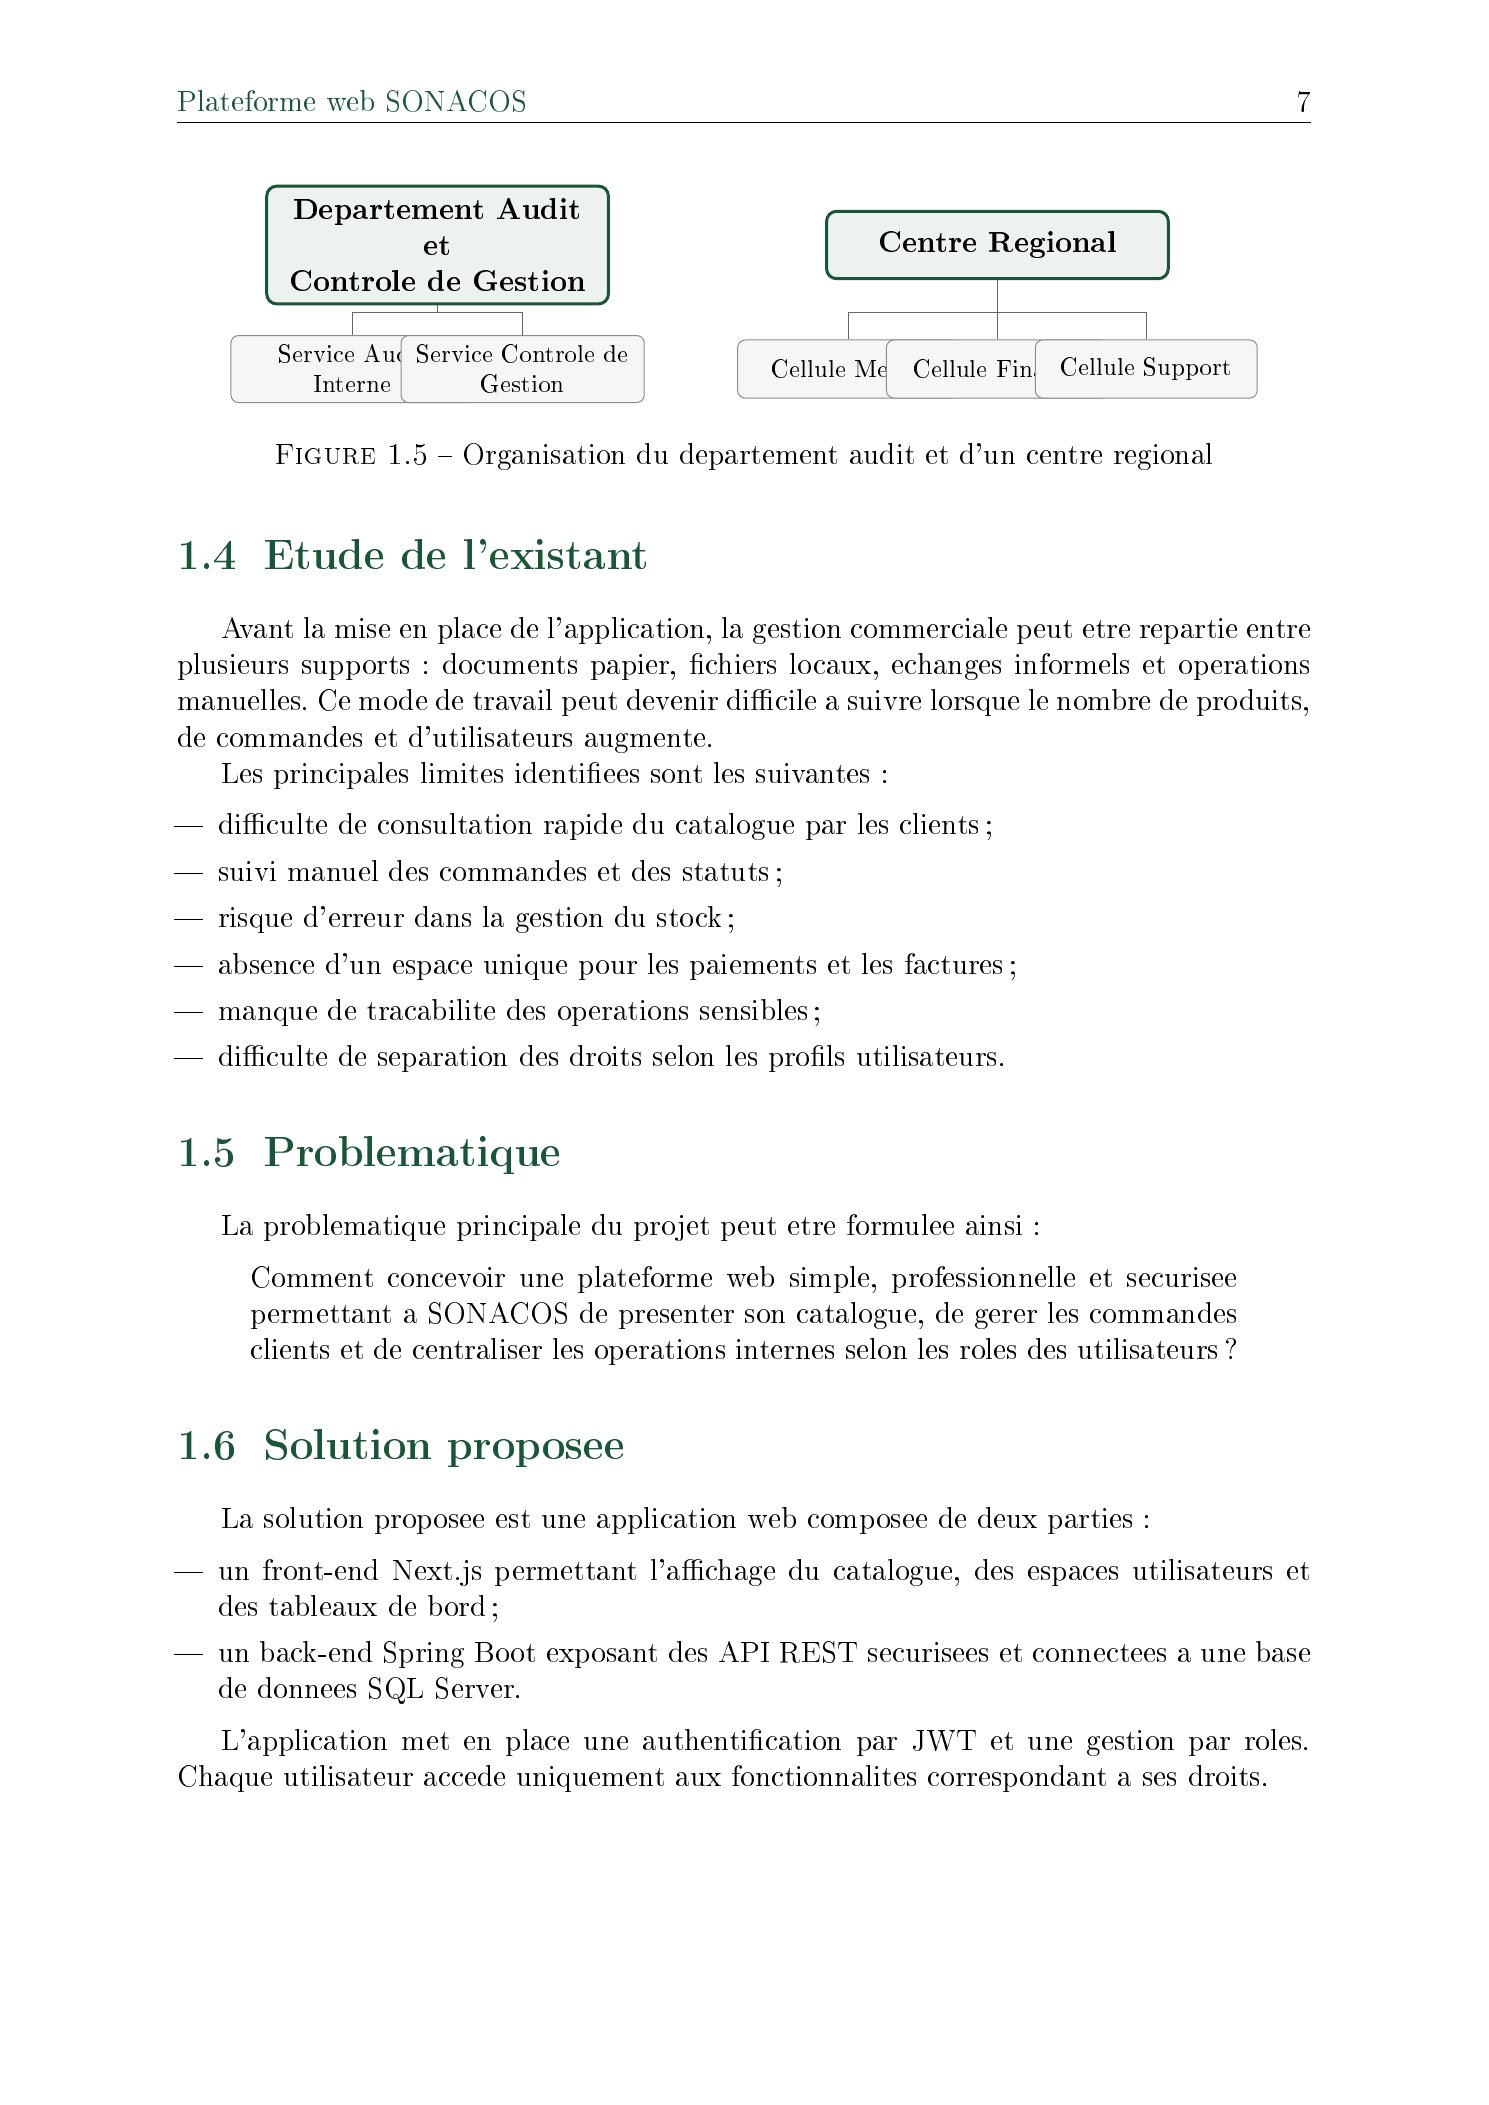 Plateforme web SONACOS 7
Departement Audit
et
Controle de Gestion
Service
Interne
Service Controle de
Gestion
Centre Regional
Cellule
Cellule
Cellule Support
FIGURE 1.5 – Organisation du departement audit et d'un centre regional
1.4 Etude de l'existant
Avant la mise en place de l'application, la gestion commerciale peut etre repartie entre
plusieurs supports : documents papier, fichiers locaux, echanges informels et operations
manuelles. Ce mode de travail peut devenir difficile a suivre lorsque le nombre de produits,
de commandes et d'utilisateurs augmente.
Les principales limites identifiees sont les suivantes :
— difficulte de consultation rapide du catalogue par les clients ;
— suivi manuel des commandes et des statuts ;
— risque d'erreur dans la gestion du stock ;
— absence d'un espace unique pour les paiements et les factures ;
— manque de tracabilite des operations sensibles ;
— difficulte de separation des droits selon les profils utilisateurs.
1.5 Problematique
La problematique principale du projet peut etre formulee ainsi :
Comment concevoir une plateforme web simple, professionnelle et securisee
permettant a SONACOS de presenter son catalogue, de gerer les commandes
clients et de centraliser les operations internes selon les roles des utilisateurs ?
1.6 Solution proposee
La solution proposee est une application web composee de deux parties :
— un front-end Next.js permettant l'affichage du catalogue, des espaces utilisateurs et
des tableaux de bord ;
— un back-end Spring Boot exposant des API REST securisees et connectees a une base
de donnees SQL Server.
L'application met en place une authentification par JWT et une gestion par roles.
Chaque utilisateur accede uniquement aux fonctionnalites correspondant a ses droits.